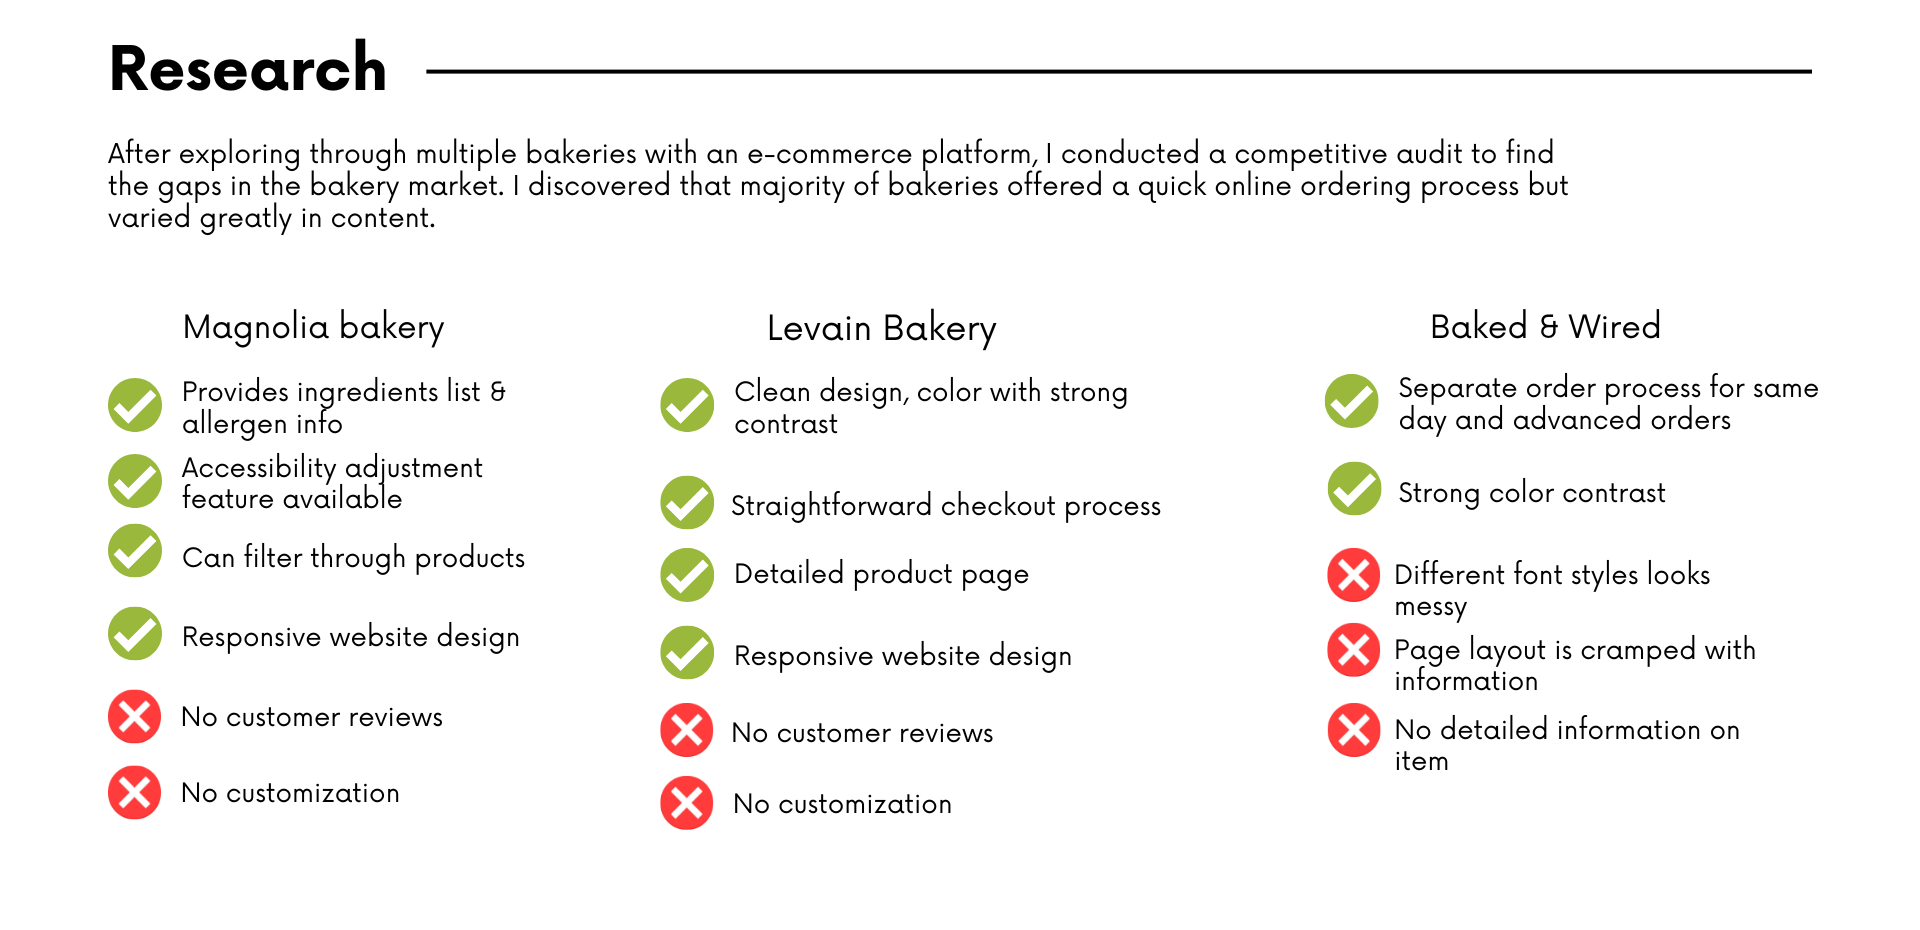 Research
After exploring through multiple bakeries with an e-commerce platform, I conducted a competitive audit to find
the gaps in the bakery market. I discovered that majority of bakeries offered a quick online ordering process but
varied greatly in content.
Magnolia bakery
Provides ingredients list &
allergen info
Accessibility adjustment
feature available
Can filter through products
Responsive website design
No customer reviews
No customization
Levain Bakery
Clean design, color with strong
contrast
Straightforward checkout process
Detailed product page
Responsive website design
No customer reviews
No customization
Baked & Wired
Separate order process for same
day and advanced orders
Strong color contrast
Different font styles looks
messy
Page layout is cramped with
information
No detailed information on
item